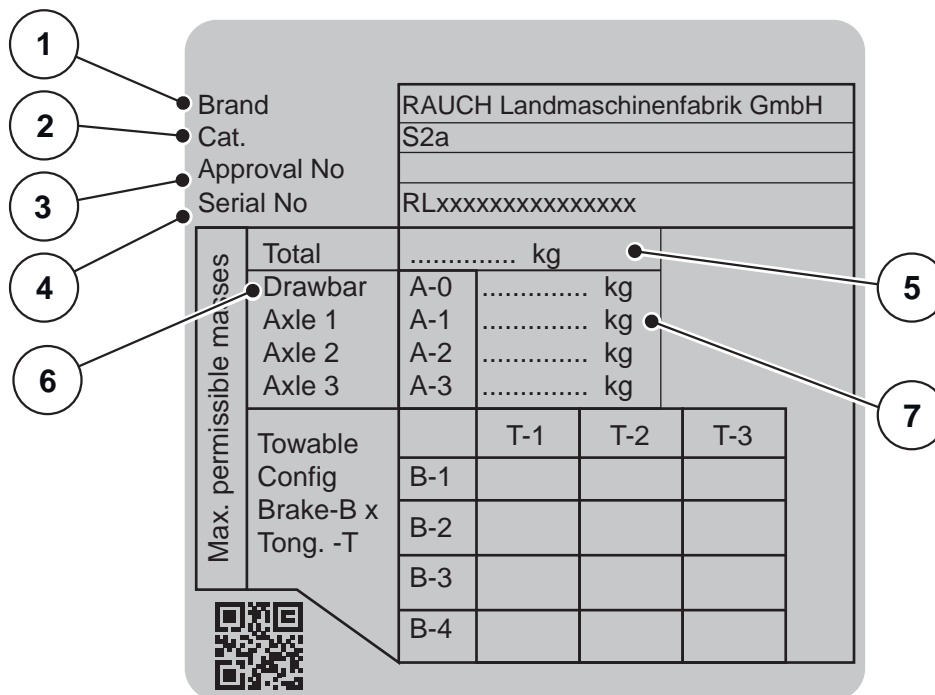 1
2
3
4
5
6
7
Brand RAUCH Landmaschinenfabrik GmbH
Cat. S2a
Approval No
Serial No RLxxxxxxxxxxxxxxx
Max. permissible masses
Total .............. kg
Drawbar A-0 ............. kg
Axle 1 A-1 ............. kg
Axle 2 A-2 ............. kg
Axle 3 A-3 ............. kg
Towable
Config
Brake-B x
Tong. -T
T-1 T-2 T-3
B-1
B-2
B-3
B-4